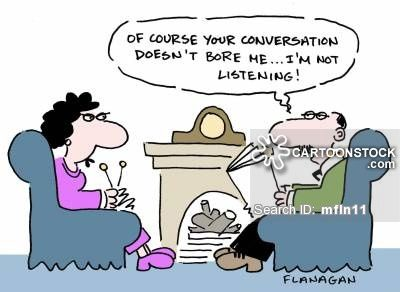 OF COURSE YOUR CONVERSATION
DOESN'T BORE ME...I'M NOT
LISTENING!
CARTOONSTOCK
.com
Search ID: mfln11
FLANAGAN